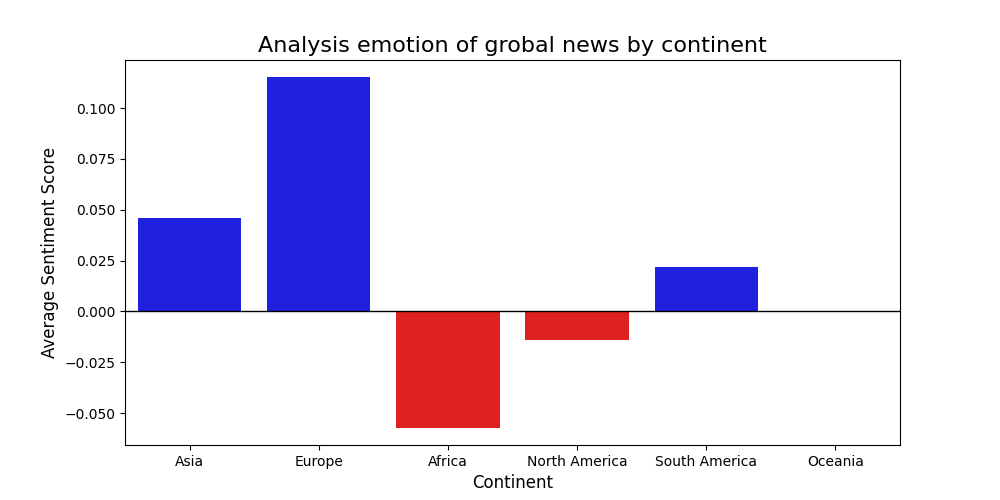 Analysis emotion of grobal news by continent
Average Sentiment Score
0.100
0.075
0.050
0.025
0.000
−0.025
−0.050
Asia Europe Africa North America South America Oceania
Continent